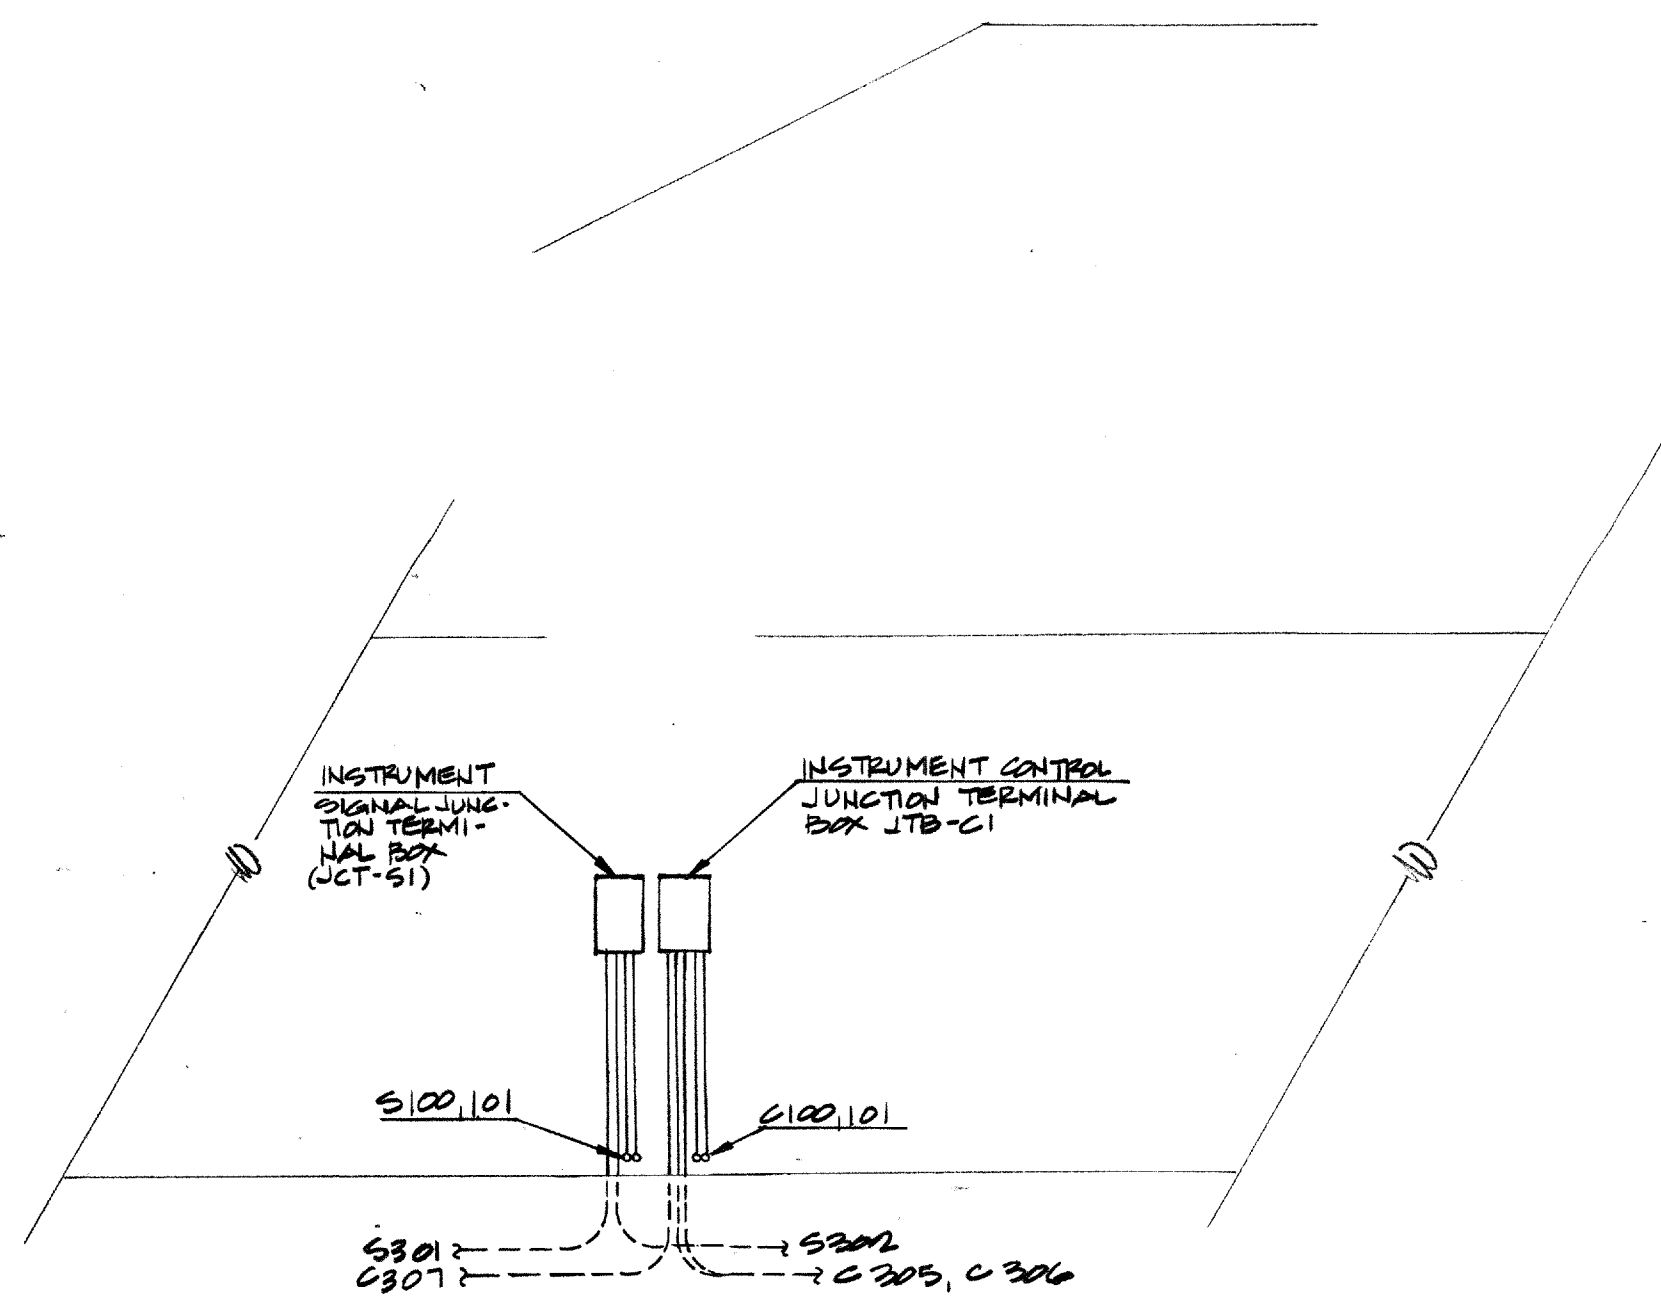 INSTRUMENT
SIGNAL JUNC-
TION TERMI-
NAL BOX
(JCT-S1)
INSTRUMENT CONTROL
JUNCTION TERMINAL
BOX JTB-C1
S100,101
C100,101
S301
S302
C307
C305, C306